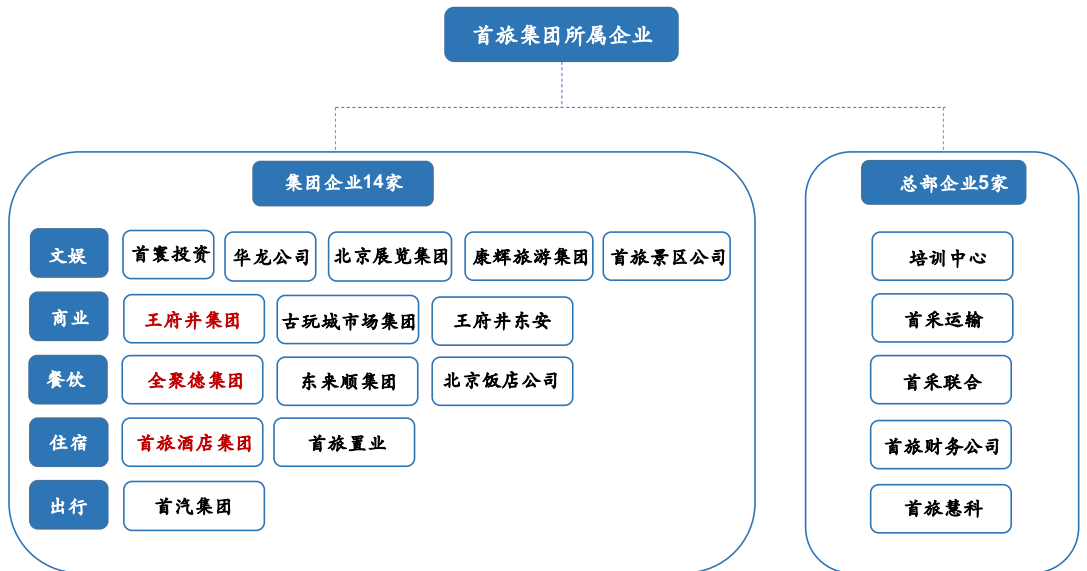 首旅集团所属企业
集团企业14家
文娱
首寰投资
华龙公司
北京展览集团
康辉旅游集团
首旅景区公司
商业
王府井集团
古玩城市场集团
王府井东安
餐饮
全聚德集团
东来顺集团
北京饭店公司
住宿
首旅酒店集团
首旅置业
出行
首汽集团
总部企业5家
培训中心
首采运输
首采联合
首旅财务公司
首旅慧科